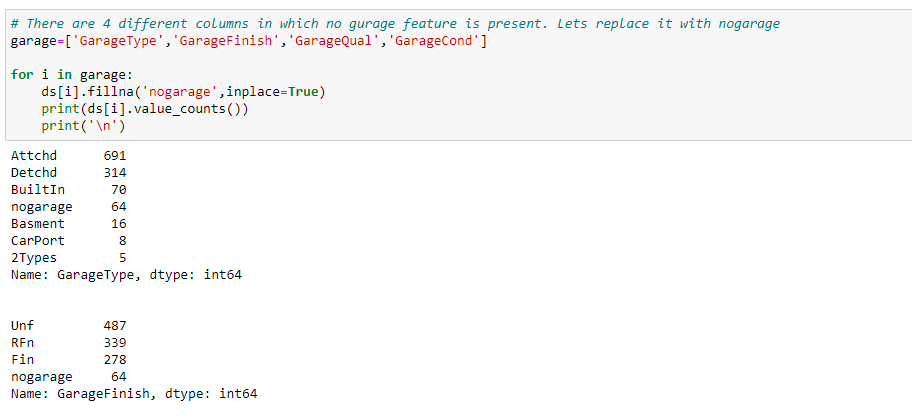 # There are 4 different columns in which no gurage feature is present. Lets replace it with nogarage
garage=['GarageType','GarageFinish','GarageQual','GarageCond']
for i in garage:
    ds[i].fillna('nogarage',inplace=True)
    print(ds[i].value_counts())
    print('\n')
Attchd      691
Detchd      314
BuiltIn      70
nogarage     64
Basment      16
CarPort       8
2Types        5
Name: GarageType, dtype: int64
Unf         487
RFn         339
Fin         278
nogarage     64
Name: GarageFinish, dtype: int64